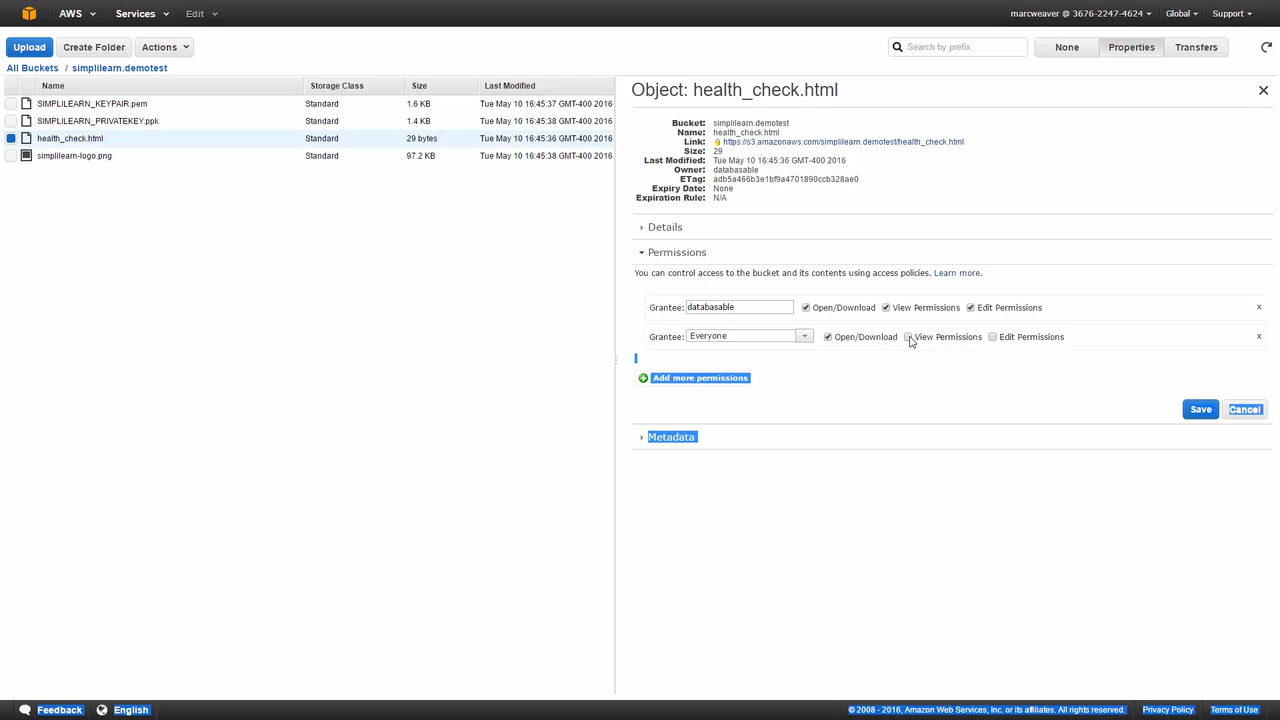 AWS Services Edit marcweaver @ 3676-2247-4624 Global Support
Upload Create Folder Actions Search by prefix None Properties Transfers
All Buckets / simplilearn.demotest
Name Storage Class Size Last Modified
SIMPLILEARN_KEYPAIR.pem Standard 1.6 KB Tue May 10 16:45:37 GMT-400 2016
SIMPLILEARN_PRIVATEKEY.ppk Standard 1.4 KB Tue May 10 16:45:38 GMT-400 2016
health_check.html Standard 29 bytes Tue May 10 16:45:36 GMT-400 2016
simplilearn-logo.png Standard 97.2 KB Tue May 10 16:45:38 GMT-400 2016
Object: health_check.html
Bucket: simplilearn.demotest
Name: health_check.html
Link: https://s3.amazonaws.com/simplilearn.demotest/health_check.html
Size: 29
Last Modified: Tue May 10 16:45:36 GMT-400 2016
Owner: databasable
ETag: adb5a466b3e1bf9a4701890ccb328ae0
Expiry Date: None
Expiration Rule: N/A
Details
Permissions
You can control access to the bucket and its contents using access policies. Learn more.
Grantee: databasable Open/Download View Permissions Edit Permissions x
Grantee: Everyone Open/Download View Permissions Edit Permissions x
Add more permissions
Save Cancel
Metadata
Feedback English © 2008 - 2016, Amazon Web Services, Inc. or its affiliates. All rights reserved. Privacy Policy Terms of Use